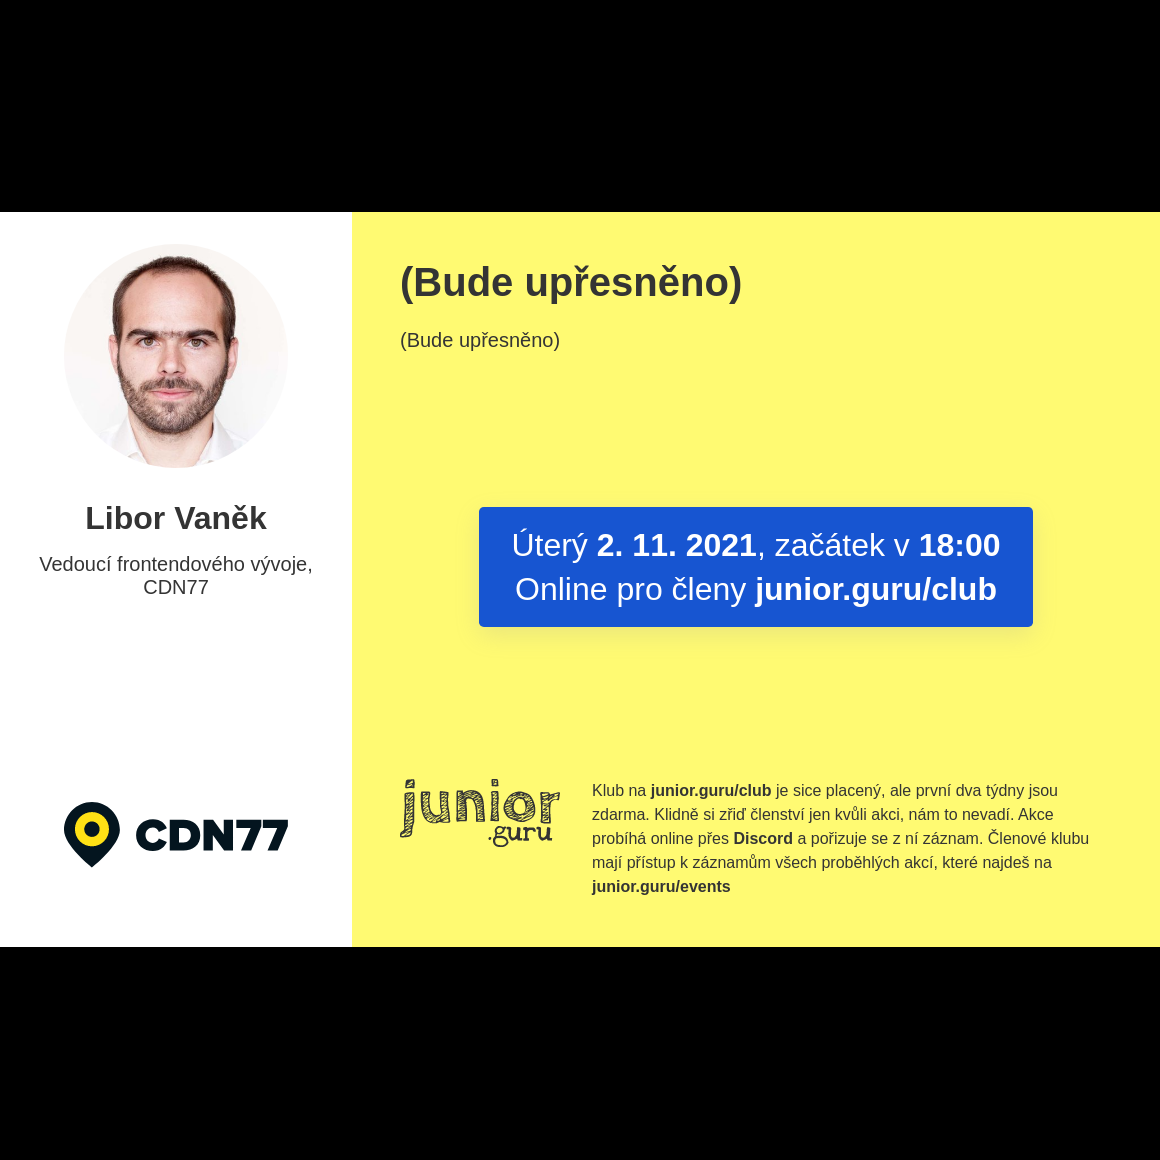 Libor Vaněk
Vedoucí frontendového vývoje,
CDN77
CDN77
(Bude upřesněno)
(Bude upřesněno)
Úterý 2. 11. 2021, začátek v 18:00
Online pro členy junior.guru/club
junior
.guru
Klub na junior.guru/club je sice placený, ale první dva týdny jsou
zdarma. Klidně si zřiď členství jen kvůli akci, nám to nevadí. Akce
probíhá online přes Discord a pořizuje se z ní záznam. Členové klubu
mají přístup k záznamům všech proběhlých akcí, které najdeš na
junior.guru/events